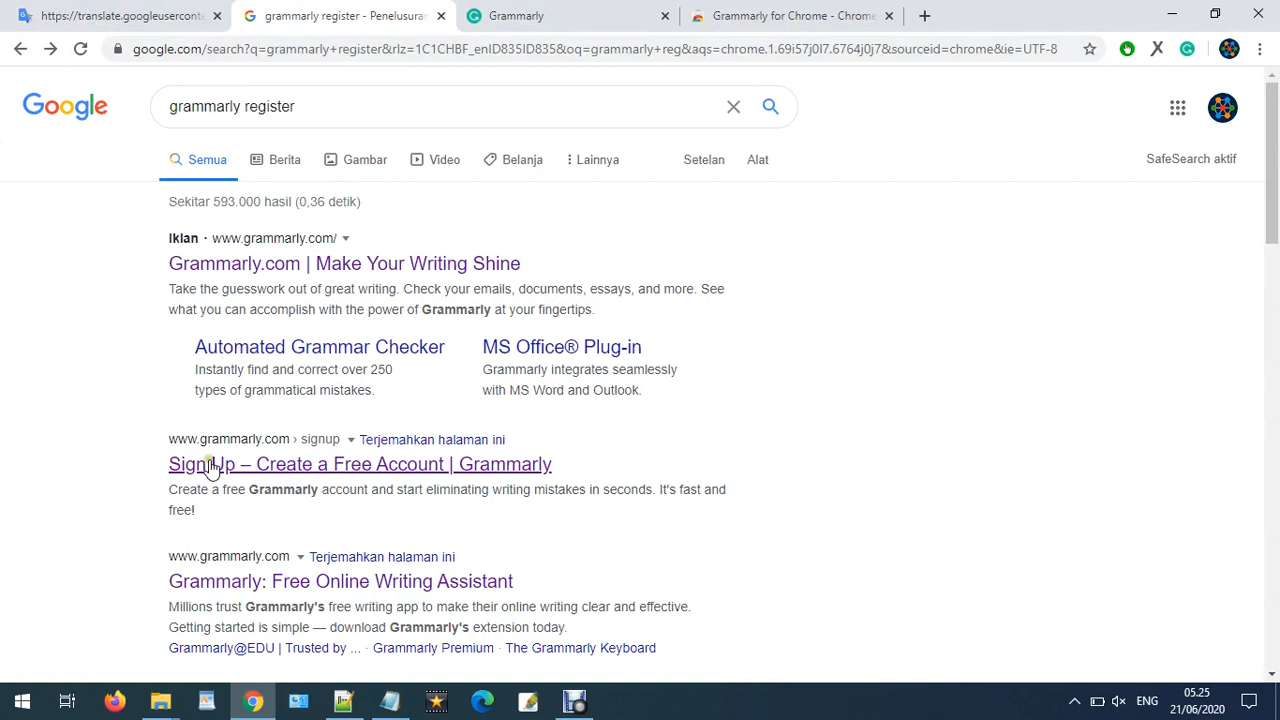 https://translate.googleuserconte
grammarly register - Penelusura
Grammarly
Grammarly for Chrome - Chrome
google.com/search?q=grammarly+register&rlz=1C1CHBF_enID835ID835&oq=grammarly+reg&aqs=chrome.1.69i57j0l7.6764j0j7&sourceid=chrome&ie=UTF-8
Google
grammarly register
Semua
Berita
Gambar
Video
Belanja
Lainnya
Setelan
Alat
SafeSearch aktif
Sekitar 593.000 hasil (0,36 detik)
Iklan · www.grammarly.com/
Grammarly.com | Make Your Writing Shine
Take the guesswork out of great writing. Check your emails, documents, essays, and more. See
what you can accomplish with the power of Grammarly at your fingertips.
Automated Grammar Checker
MS Office® Plug-in
Instantly find and correct over 250
types of grammatical mistakes.
Grammarly integrates seamlessly
with MS Word and Outlook.
www.grammarly.com › signup Terjemahkan halaman ini
Sign Up – Create a Free Account | Grammarly
Create a free Grammarly account and start eliminating writing mistakes in seconds. It's fast and
free!
www.grammarly.com Terjemahkan halaman ini
Grammarly: Free Online Writing Assistant
Millions trust Grammarly's free writing app to make their online writing clear and effective.
Getting started is simple — download Grammarly's extension today.
Grammarly@EDU | Trusted by ... · Grammarly Premium · The Grammarly Keyboard
ENG
05.25
21/06/2020